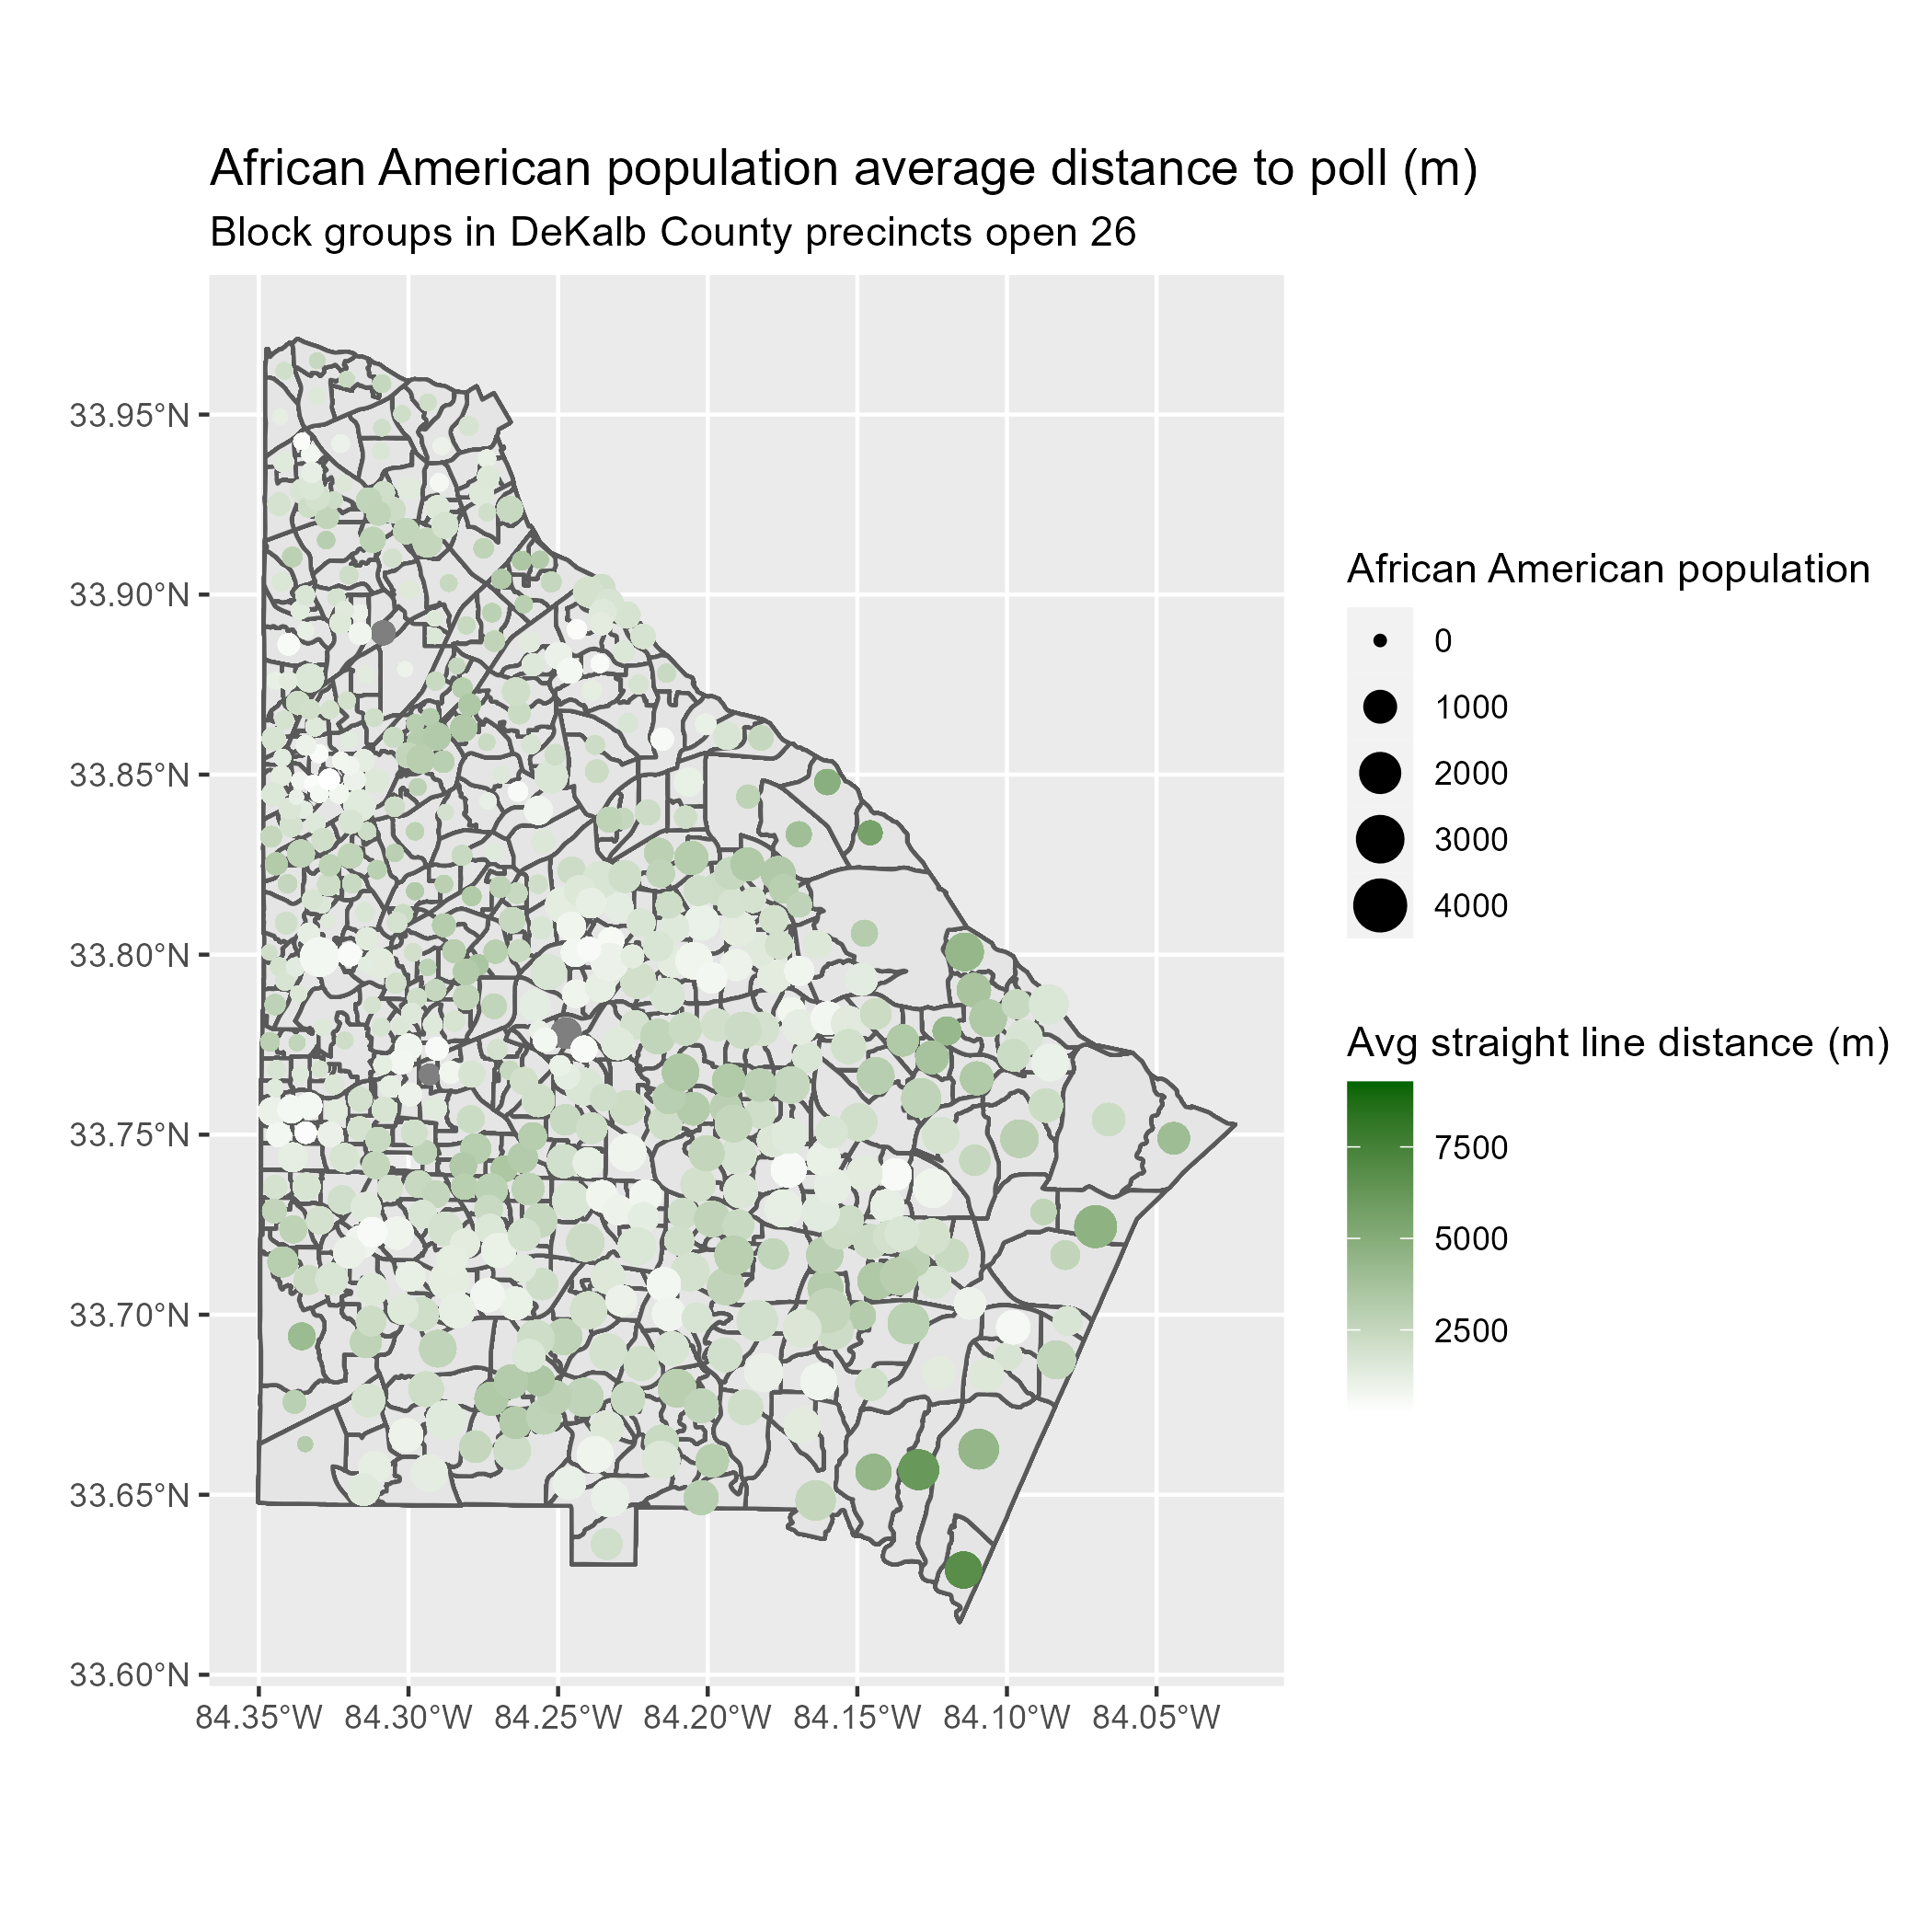 African American population average distance to poll (m)
Block groups in DeKalb County precincts open 26
33.95°N
33.90°N
33.85°N
33.80°N
33.75°N
33.70°N
33.65°N
33.60°N
84.35°W 84.30°W 84.25°W 84.20°W 84.15°W 84.10°W 84.05°W
African American population
0
1000
2000
3000
4000
Avg straight line distance (m)
7500
5000
2500